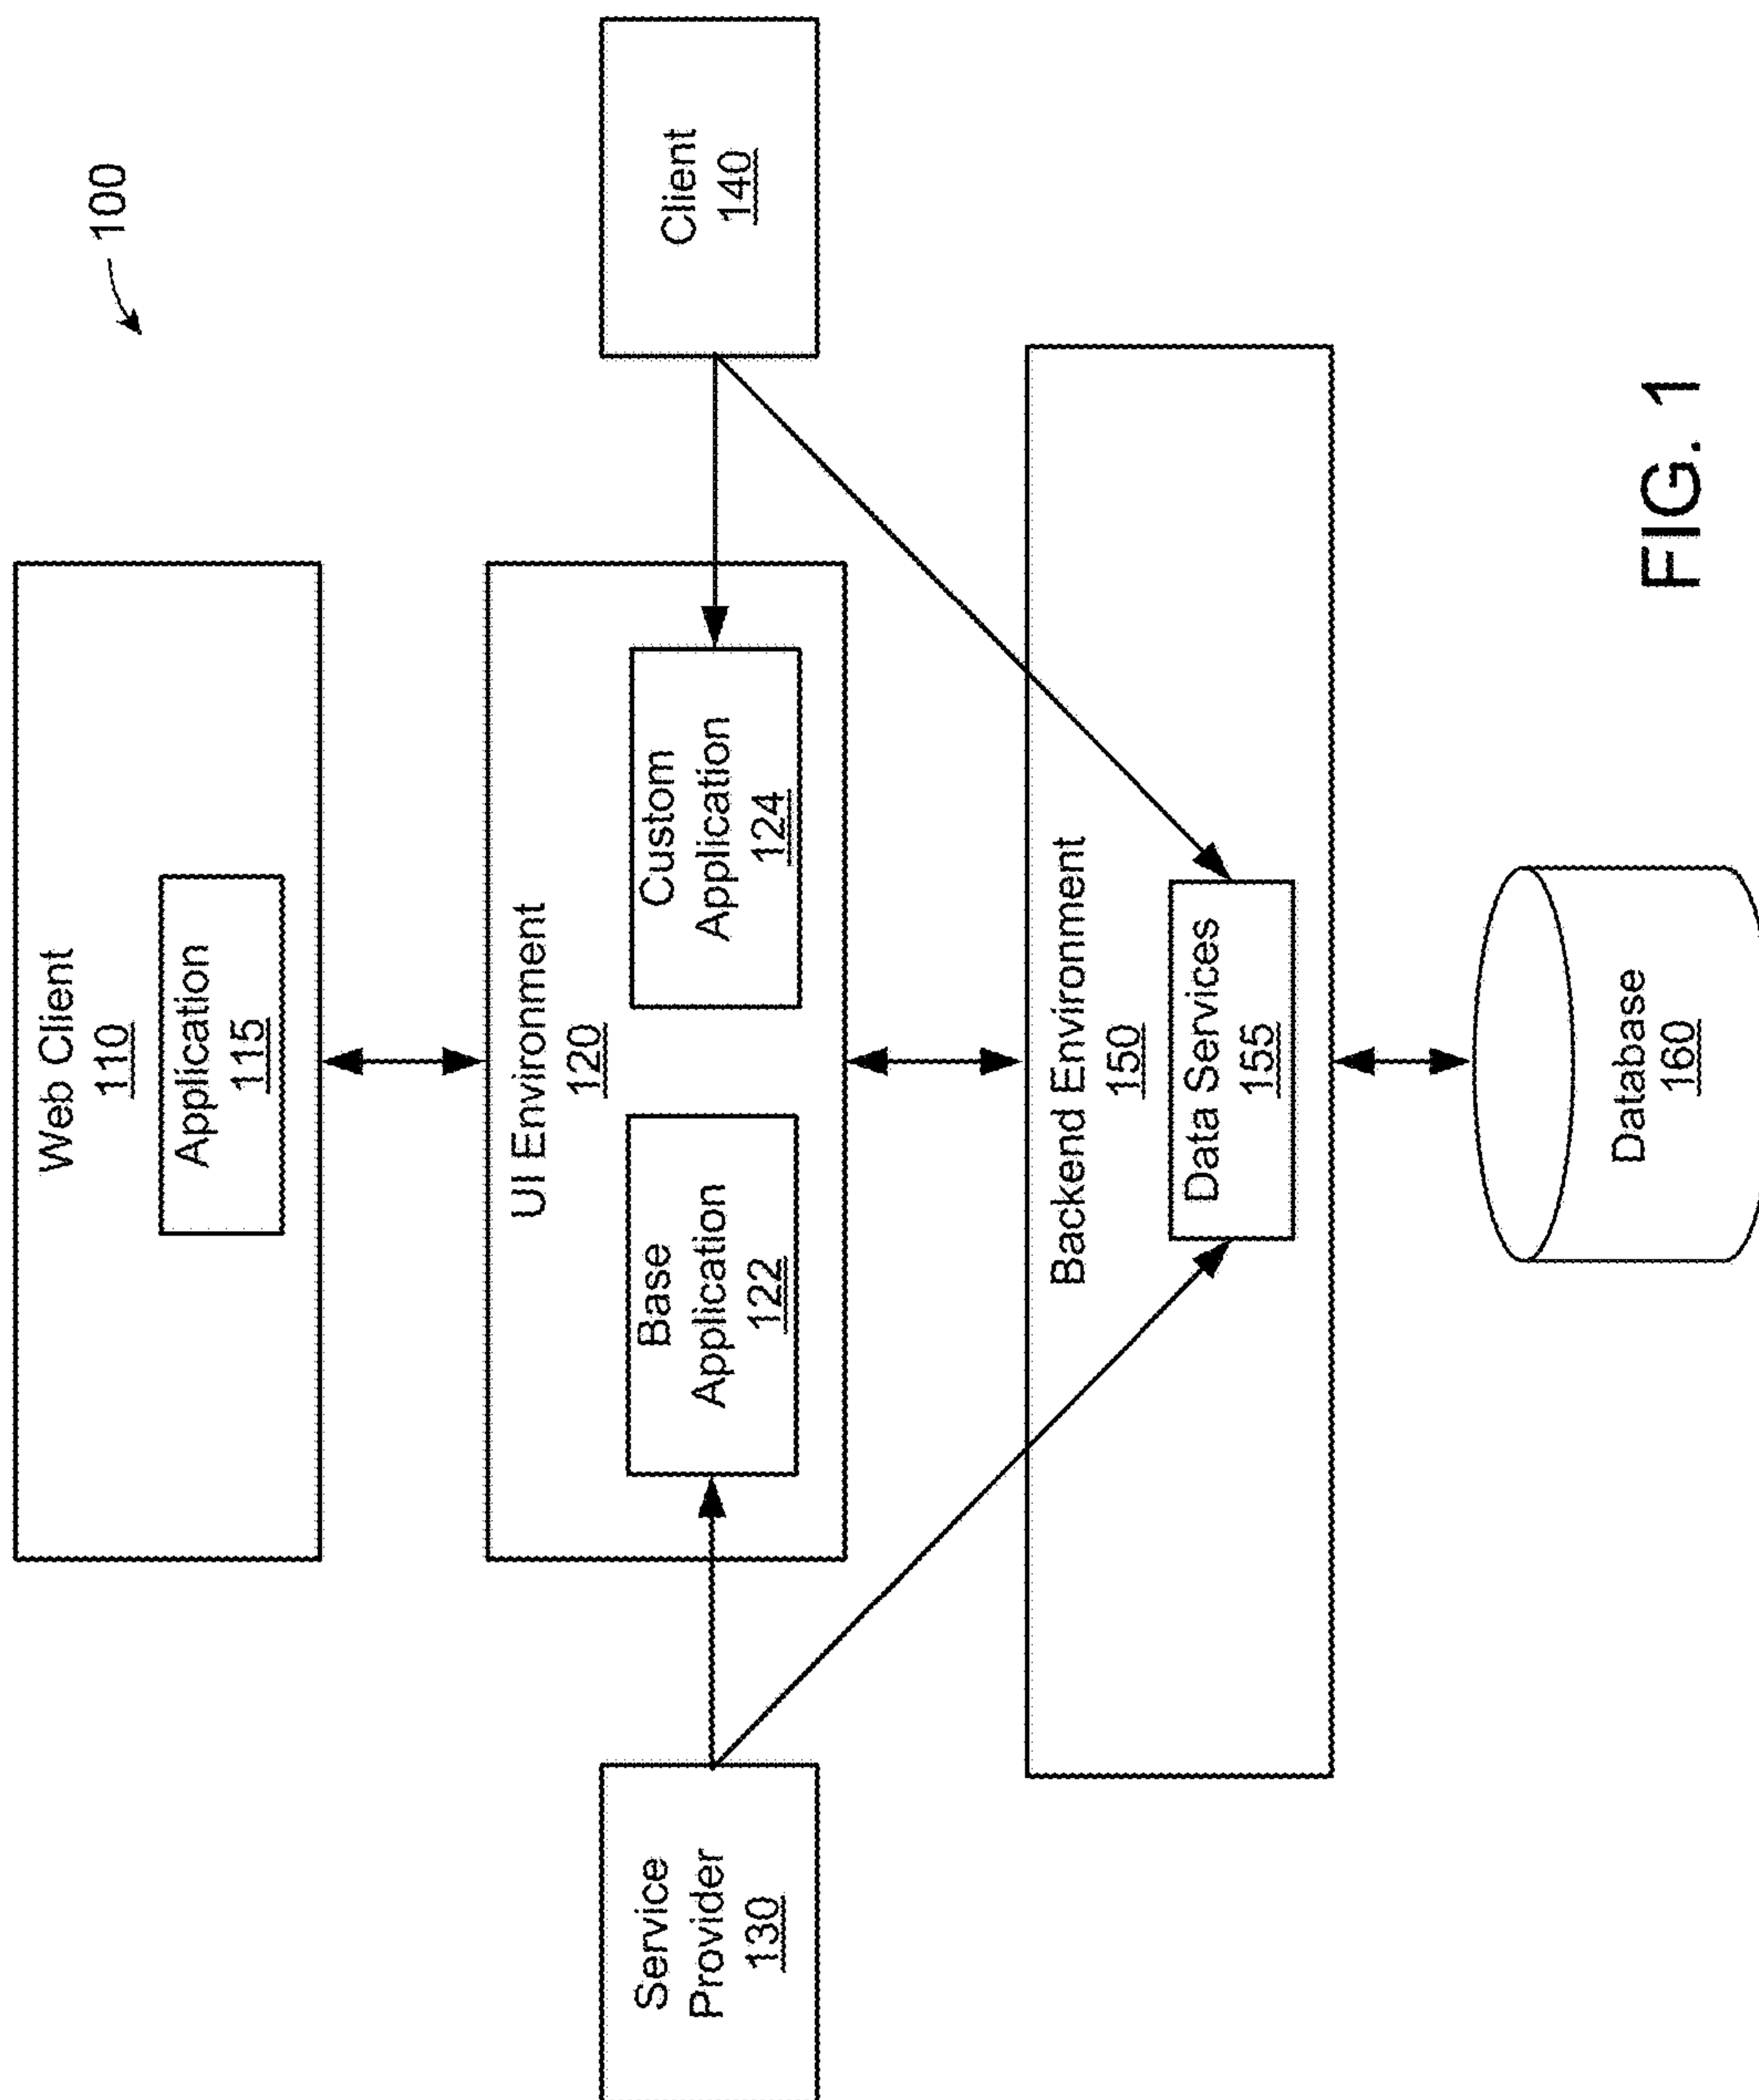 100
Web Client
110
Application
115
UI Environment
120
Base
Application
122
Custom
Application
124
Service
Provider
130
Client
140
Backend Environment
150
Data Services
155
Database
160
FIG. 1